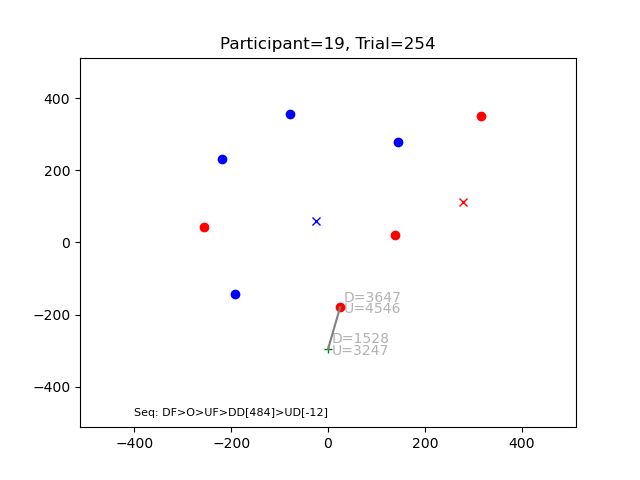 Participant=19, Trial=254
400
200
0
−200
−400
D=3647
U=4546
D=1528
U=3247
Seq: DF>O>UF>DD[484]>UD[-12]
−400
−200
0
200
400